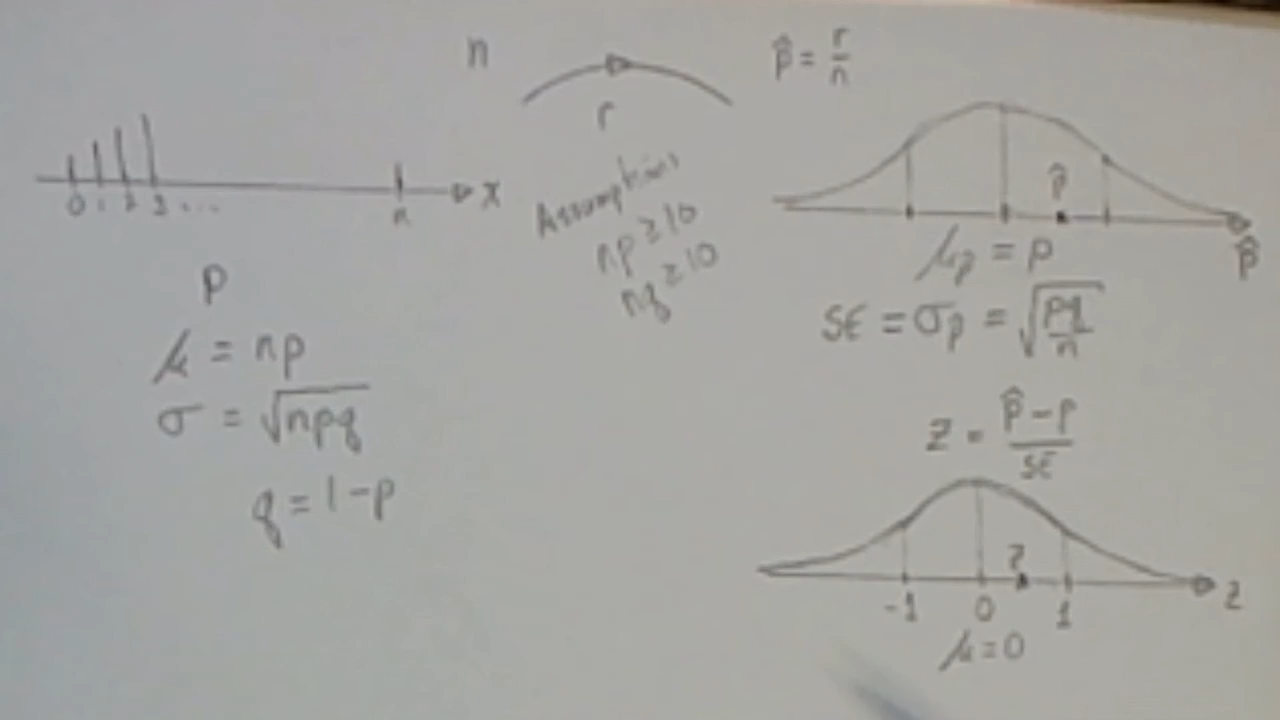 n
r
p̂ = r/n
0 1 2 3 ... n x
Assumptions
np ≥ 10
nq ≥ 10
p
μ = np
σ = √npq
q = 1 - p
p̂
p̂
μp = p
SE = σp = √pq/n
z = p̂ - p / SE
z
-1 0 1 z
μ = 0